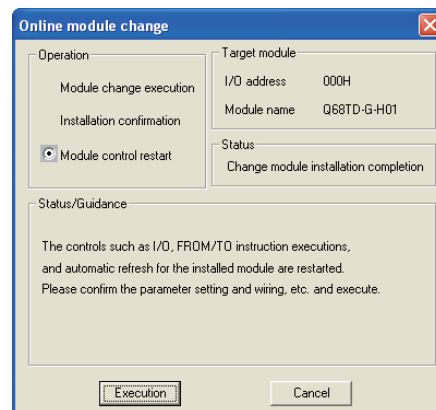 Online module change
Operation
Module change execution
Installation confirmation
Module control restart
Target module
I/O address 000H
Module name Q68TD-G-H01
Status
Change module installation completion
Status/Guidance
The controls such as I/O, FROM/TO instruction executions,
and automatic refresh for the installed module are restarted.
Please confirm the parameter setting and wiring, etc. and execute.
Execution Cancel